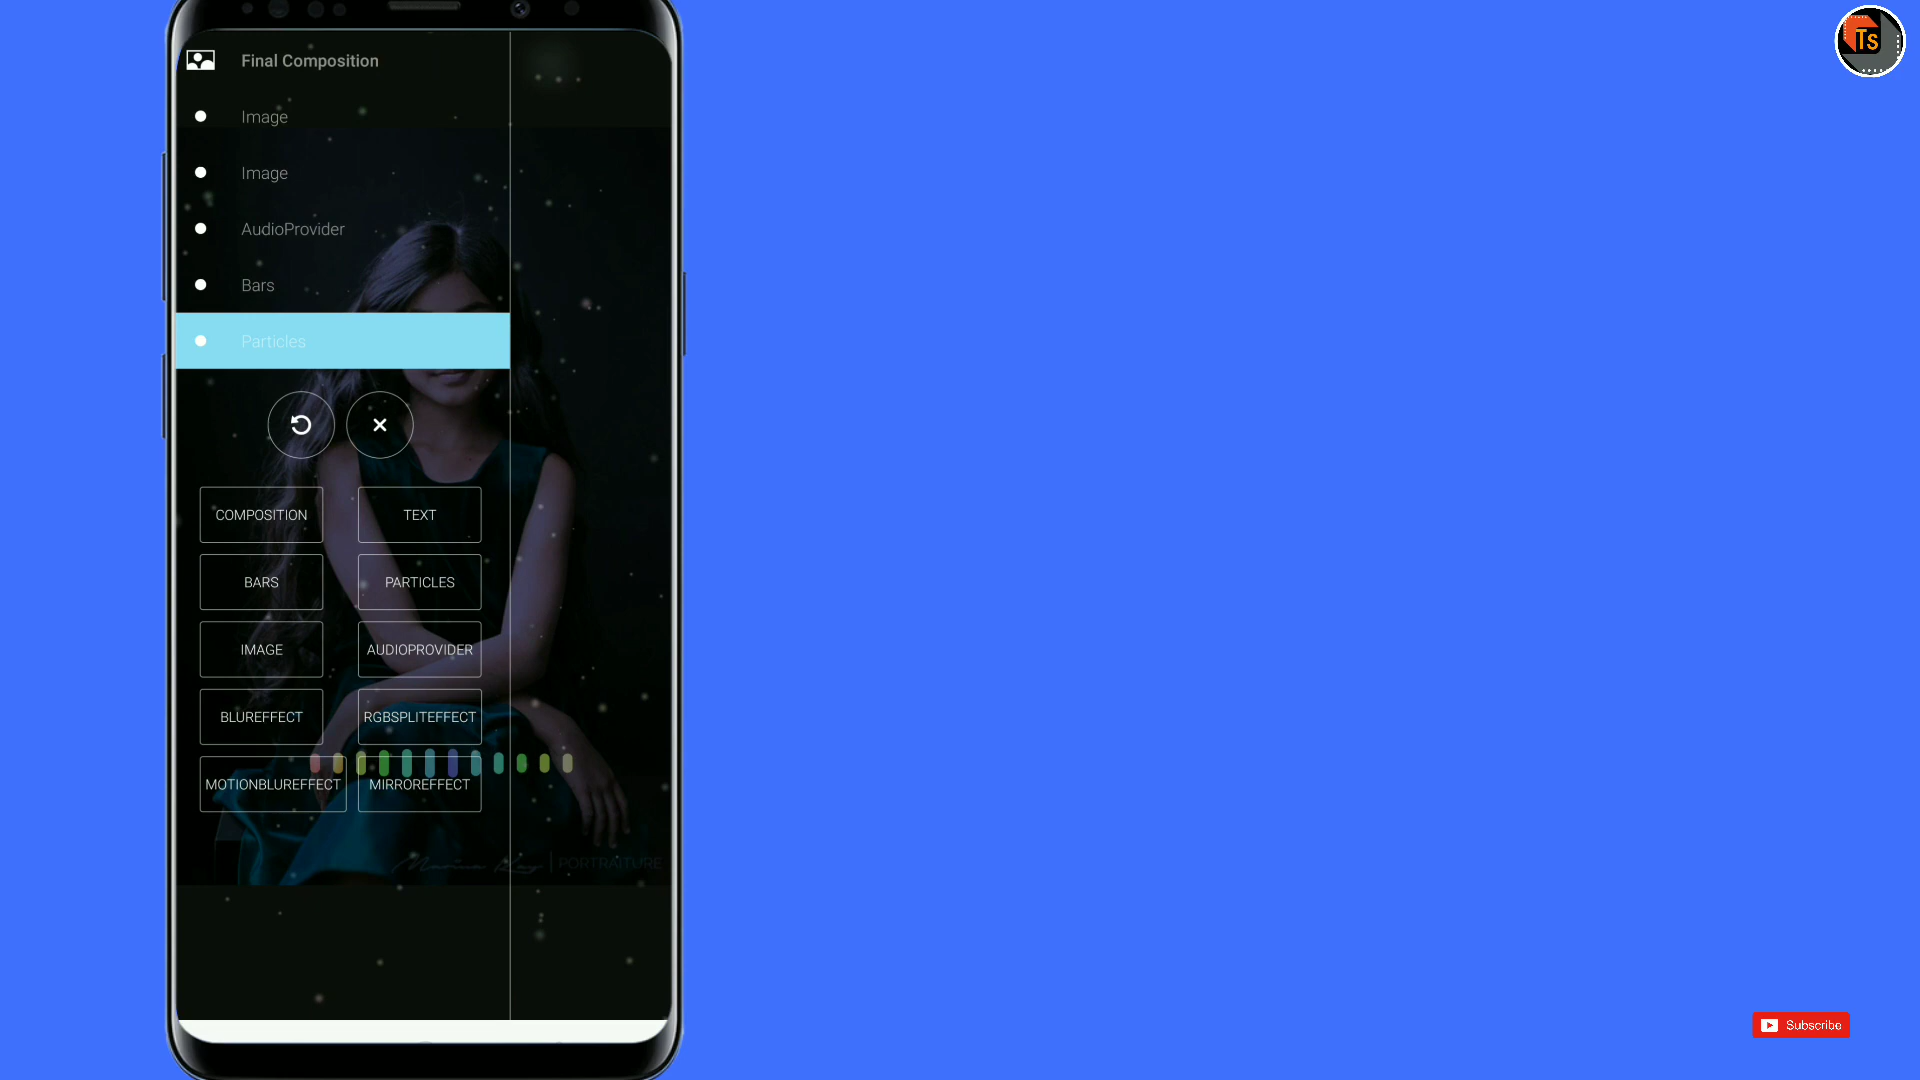 Ts
Final Composition
Image
Image
AudioProvider
Bars
Particles
COMPOSITION
TEXT
BARS
PARTICLES
IMAGE
AUDIOPROVIDER
BLUREFFECT
RGBSPLITEFFECT
MOTIONBLUREFFECT
MIRROREFFECT
PORTRAITURE
Subscribe